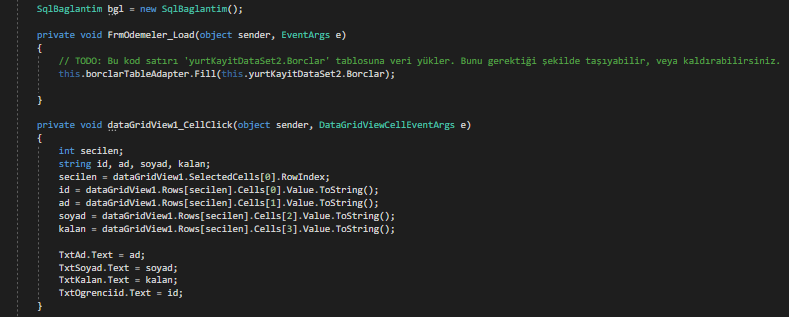 SqlBaglantim bgl = new SqlBaglantim();
private void FrmOdemeler_Load(object sender, EventArgs e)
{
// TODO: Bu kod satırı 'yurtKayitDataSet2.Borclar' tablosuna veri yükler. Bunu gerektiği şekilde taşıyabilir, veya kaldırabilirsiniz.
this.borclarTableAdapter.Fill(this.yurtKayitDataSet2.Borclar);
}
private void dataGridView1_CellClick(object sender, DataGridViewCellEventArgs e)
{
int secilen;
string id, ad, soyad, kalan;
secilen = dataGridView1.SelectedCells[0].RowIndex;
id = dataGridView1.Rows[secilen].Cells[0].Value.ToString();
ad = dataGridView1.Rows[secilen].Cells[1].Value.ToString();
soyad = dataGridView1.Rows[secilen].Cells[2].Value.ToString();
kalan = dataGridView1.Rows[secilen].Cells[3].Value.ToString();
TxtAd.Text = ad;
TxtSoyad.Text = soyad;
TxtKalan.Text = kalan;
TxtOgrenciid.Text = id;
}